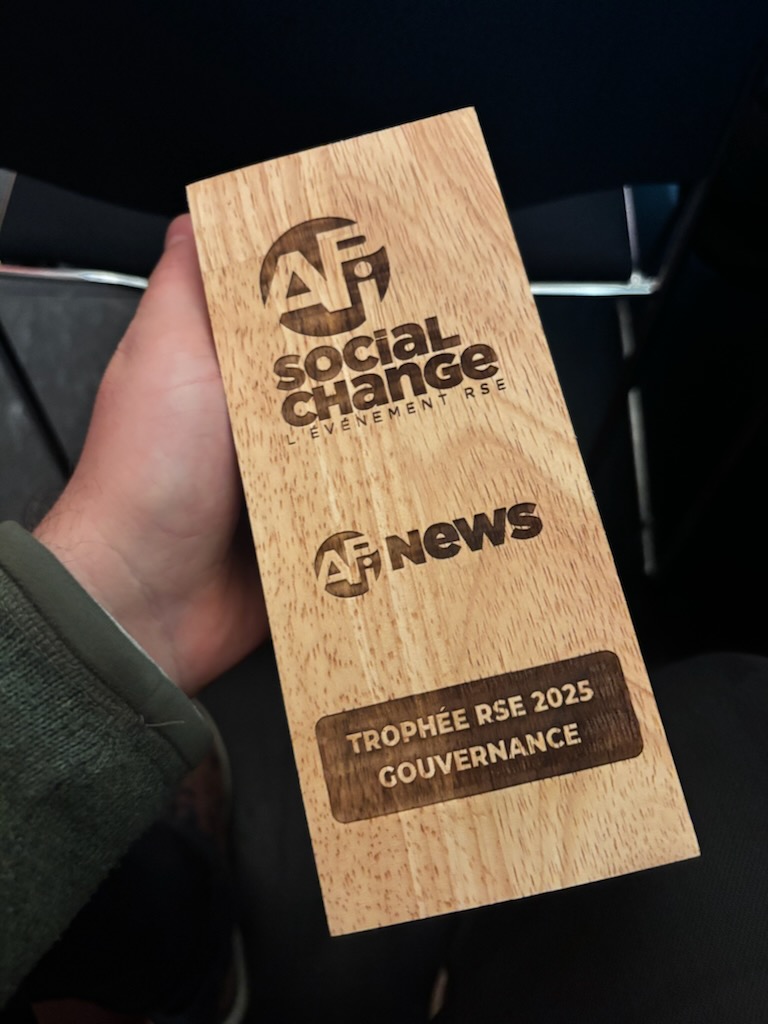 AFi
SOCiAL
CHANGE
L'ÉVÉNEMENT RSE
AFi NEWS
TROPHÉE RSE 2025
GOUVERNANCE